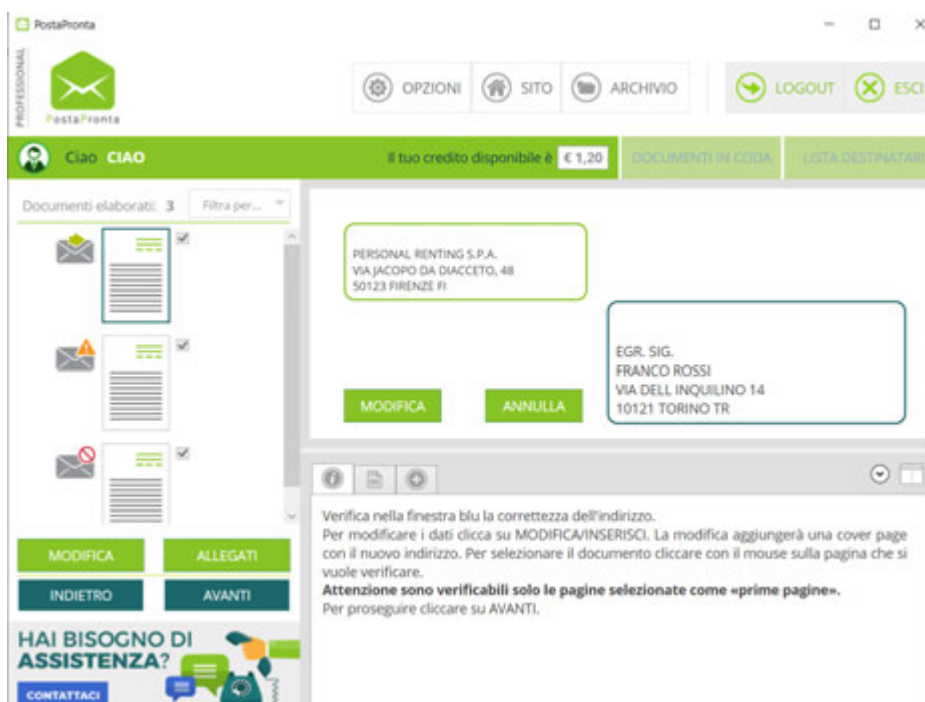 PostaPronta
PROFESSIONAL
PostaPronta
OPZIONI
SITO
ARCHIVIO
LOGOUT
ESCI
Ciao CIAO
Il tuo credito disponibile è € 1,20
DOCUMENTI IN CODA
LISTA DESTINATARI
Documenti elaborati: 3
Filtra per...
PERSONAL RENTING S.P.A.
VIA JACOPO DA DIACCETO, 48
50123 FIRENZE FI
EGR. SIG.
FRANCO ROSSI
VIA DELL INQUILINO 14
10121 TORINO TR
MODIFICA
ANNULLA
Verifica nella finestra blu la correttezza dell'indirizzo.
Per modificare i dati clicca su MODIFICA/INSERISCI. La modifica aggiungerà una cover page
con il nuovo indirizzo. Per selezionare il documento cliccare con il mouse sulla pagina che si
vuole verificare.
Attenzione sono verificabili solo le pagine selezionate come «prime pagine».
Per proseguire cliccare su AVANTI.
MODIFICA
ALLEGATI
INDIETRO
AVANTI
HAI BISOGNO DI
ASSISTENZA?
CONTATTACI